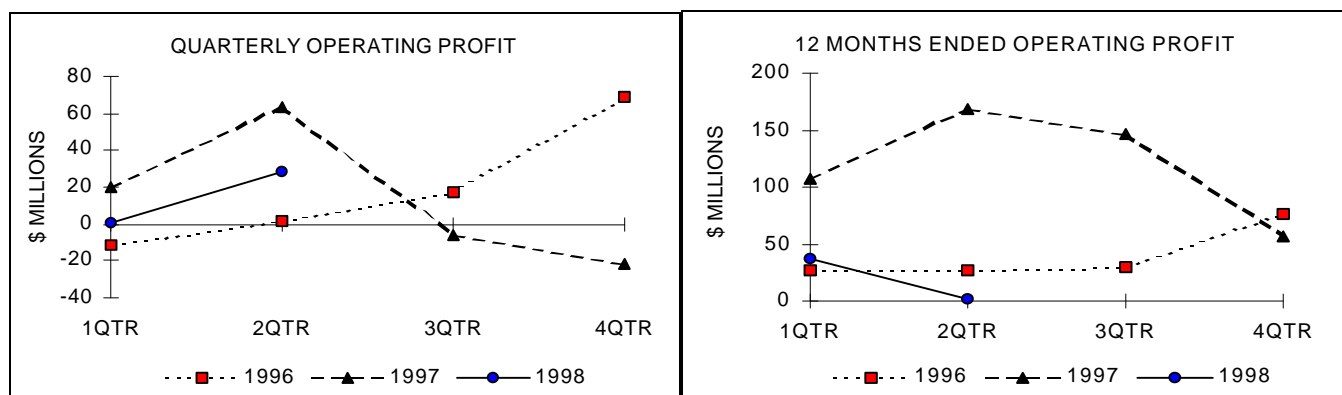 QUARTERLY OPERATING PROFIT
80
60
40
20
0
-20
-40
$ MILLIONS
1QTR 2QTR 3QTR 4QTR
1996 1997 1998
12 MONTHS ENDED OPERATING PROFIT
200
150
100
50
0
$ MILLIONS
1QTR 2QTR 3QTR 4QTR
1996 1997 1998